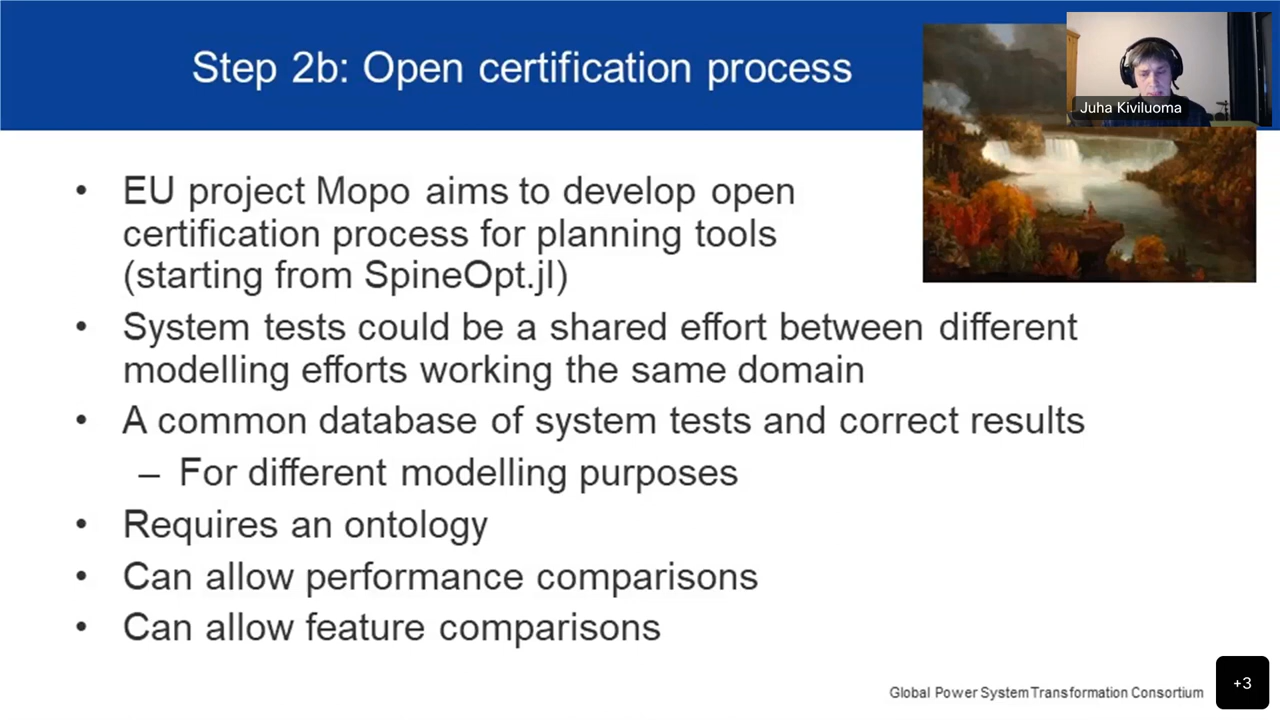 Step 2b: Open certification process
Juha Kiviluoma
• EU project Mopo aims to develop open
certification process for planning tools
(starting from SpineOpt.jl)
• System tests could be a shared effort between different
modelling efforts working the same domain
• A common database of system tests and correct results
– For different modelling purposes
• Requires an ontology
• Can allow performance comparisons
• Can allow feature comparisons
Global Power System Transformation Consortium
+3